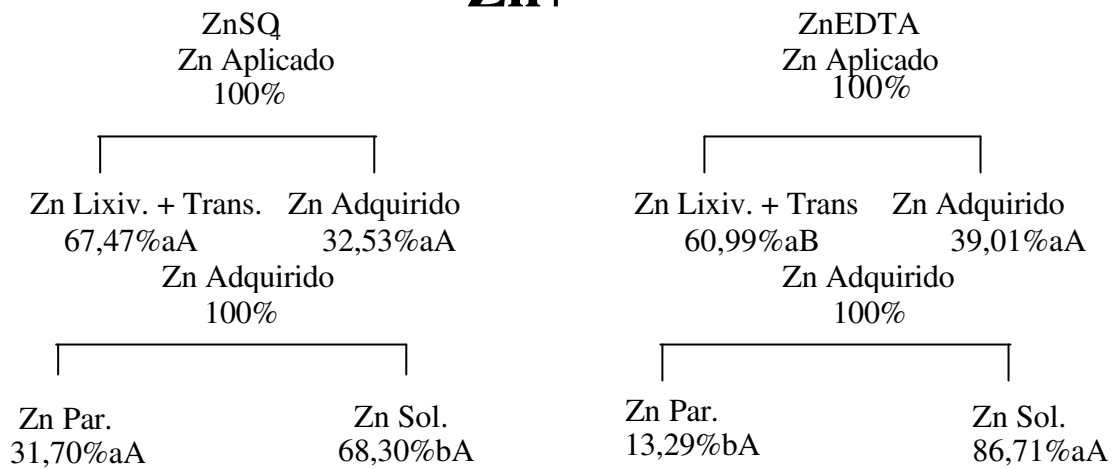 ZnSO4
Zn Aplicado
100%
Zn Lixiv. + Trans. Zn Adquirido
67,47%aA 32,53%aA
Zn Adquirido
100%
Zn Par. Zn Sol.
31,70%aA 68,30%bA
ZnEDTA
Zn Aplicado
100%
Zn Lixiv. + Trans Zn Adquirido
60,99%aB 39,01%aA
Zn Adquirido
100%
Zn Par. Zn Sol.
13,29%bA 86,71%aA